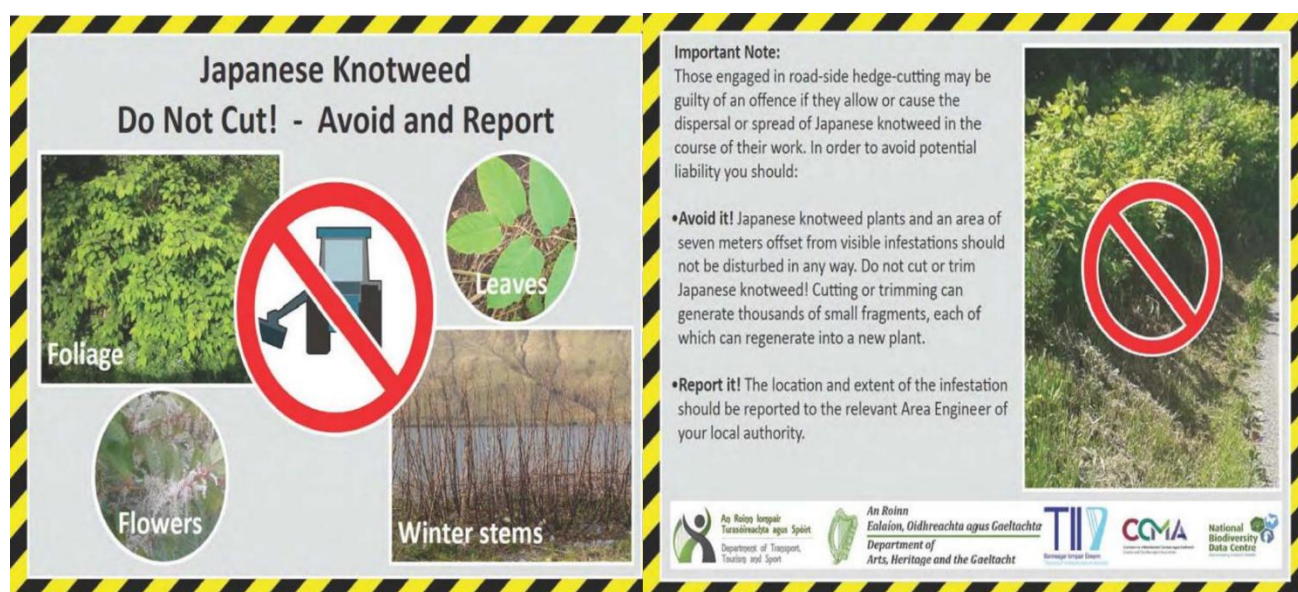 Japanese Knotweed
Do Not Cut! - Avoid and Report
Foliage
Leaves
Flowers
Winter stems
Important Note:
Those engaged in road-side hedge-cutting may be
guilty of an offence if they allow or cause the
dispersal or spread of Japanese knotweed in the
course of their work. In order to avoid potential
liability you should:
•Avoid it! Japanese knotweed plants and an area of
seven meters offset from visible infestations should
not be disturbed in any way. Do not cut or trim
Japanese knotweed! Cutting or trimming can
generate thousands of small fragments, each of
which can regenerate into a new plant.
•Report it! The location and extent of the infestation
should be reported to the relevant Area Engineer of
your local authority.
An Roinn Iompair
Turasóireachta agus Spóirt
Department of Transport,
Tourism and Sport
An Roinn
Ealaíon, Oidhreachta agus Gaeltachta
Department of
Arts, Heritage and the Gaeltacht
TII
CCMA
National
Biodiversity
Data Centre